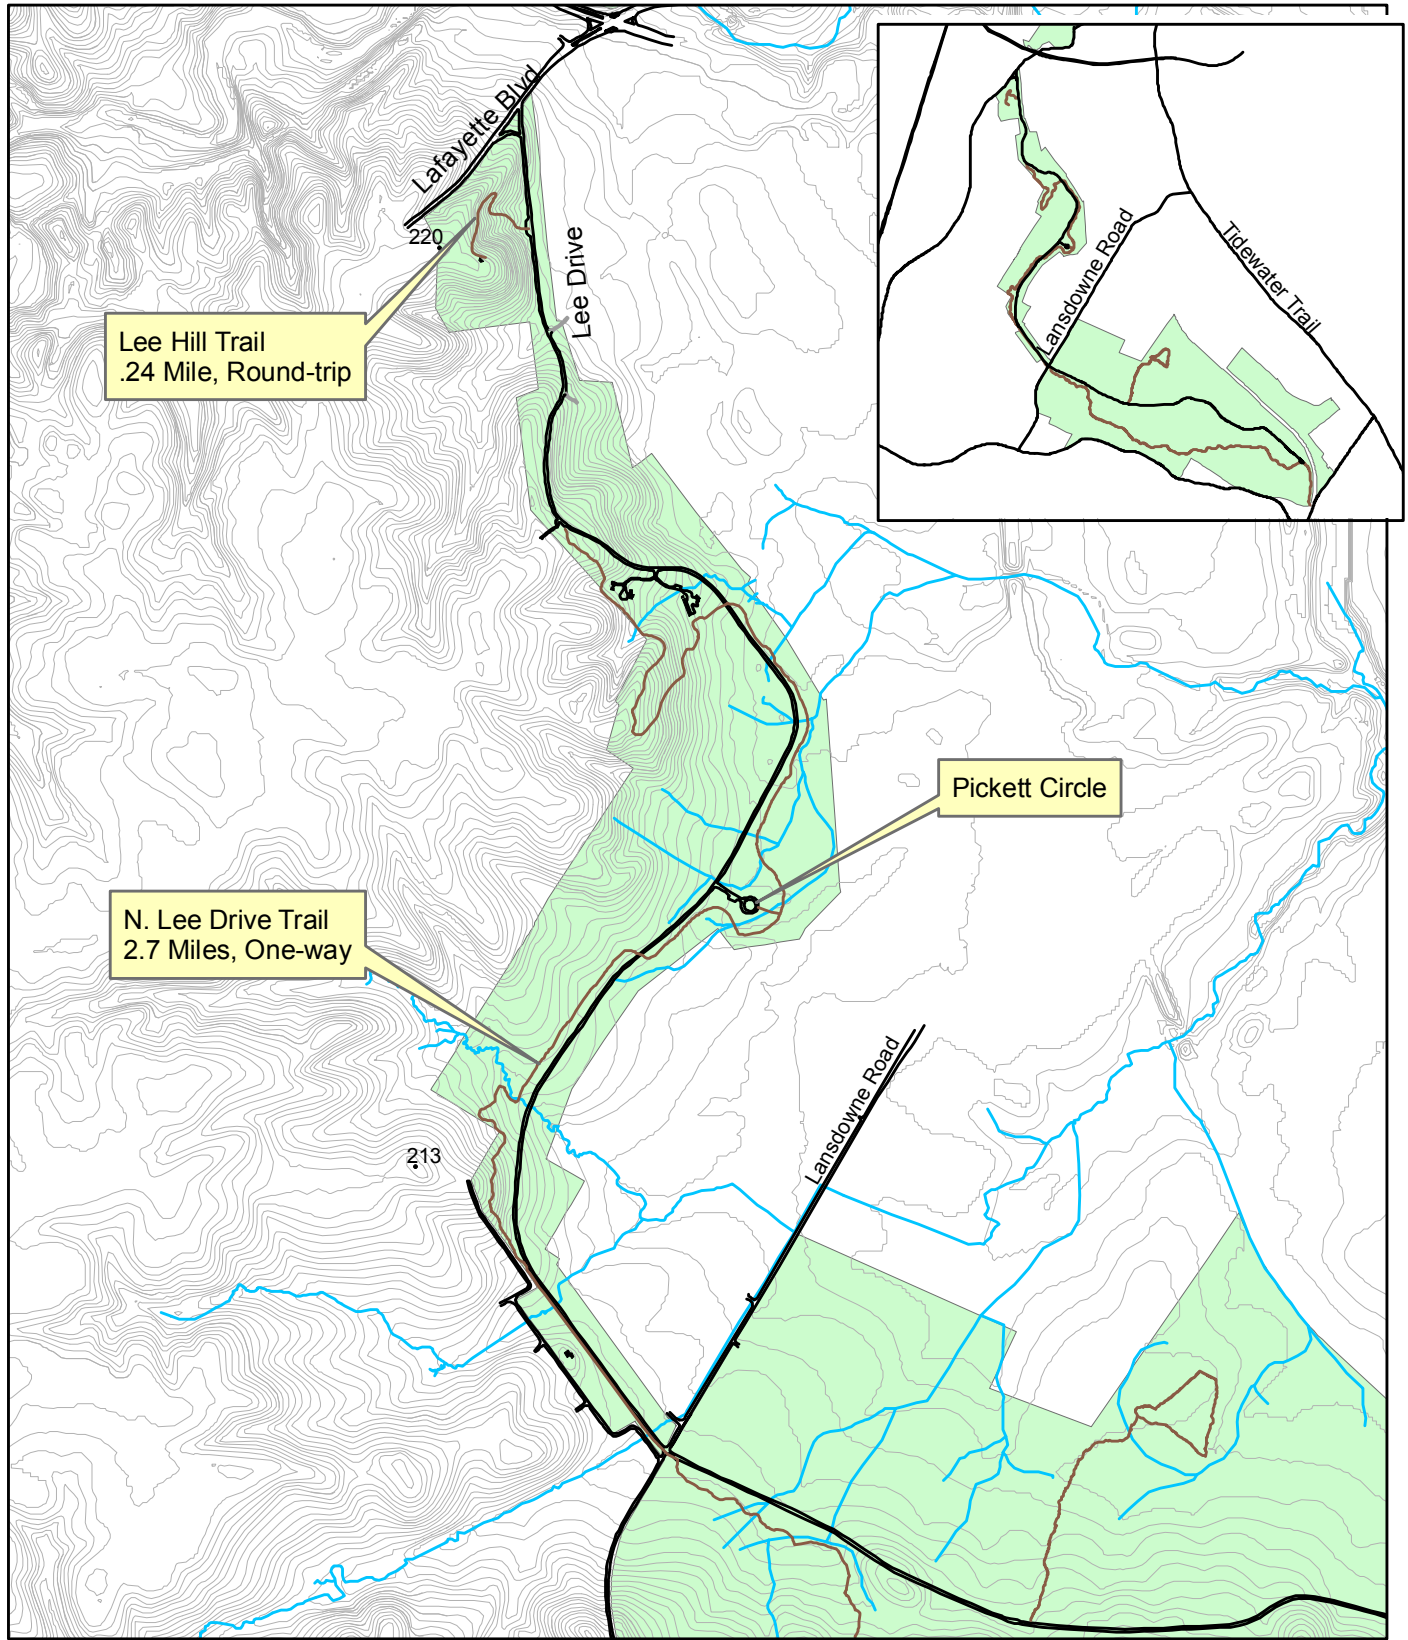 Lafayette Blvd
220
Lee Drive
Lee Hill Trail
.24 Mile, Round-trip
Lansdowne Road
Tidewater Trail
Pickett Circle
N. Lee Drive Trail
2.7 Miles, One-way
Lansdowne Road
213